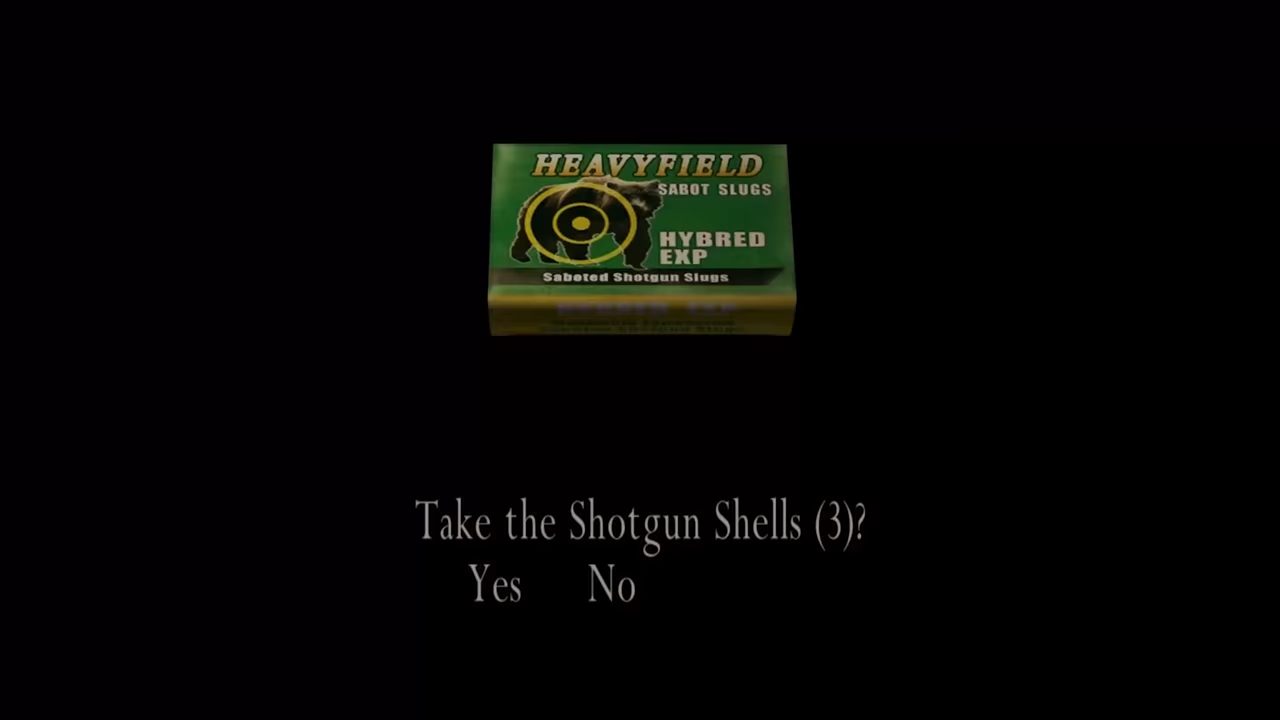 HEAVYFIELD
SABOT SLUGS
HYBRED
EXP
Saboted Shotgun Slugs
Take the Shotgun Shells (3)?
Yes No